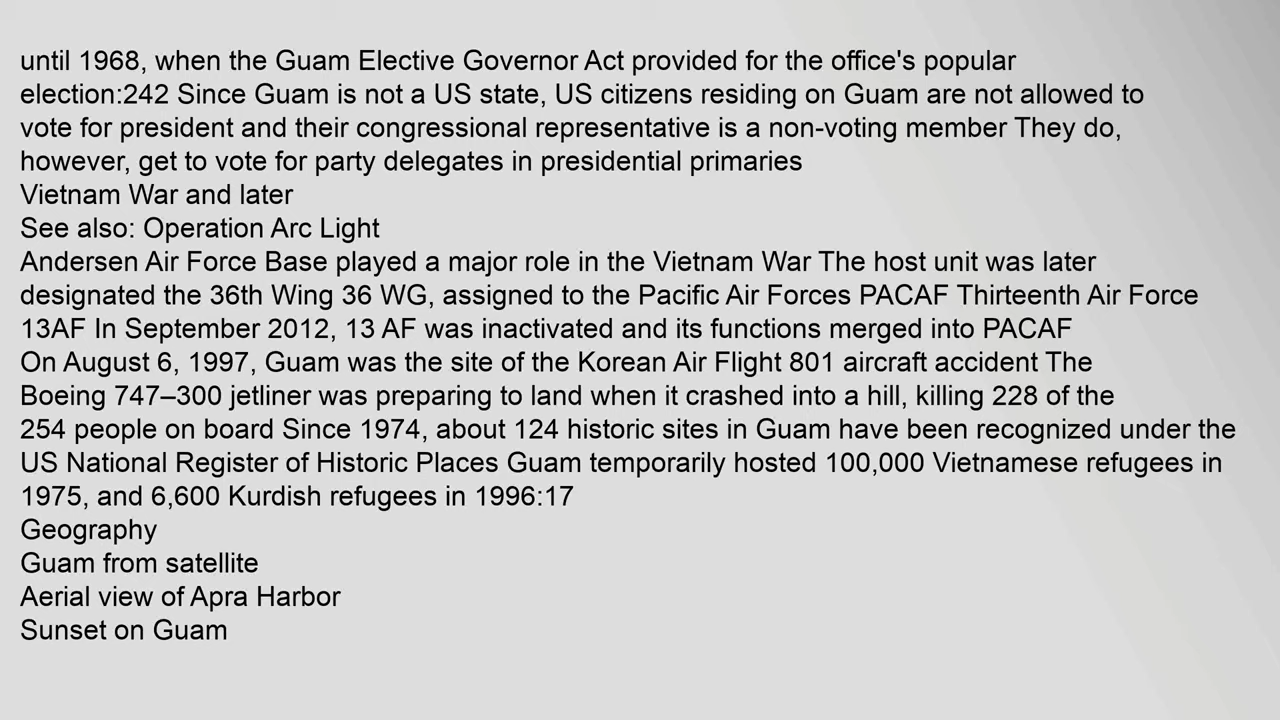 until 1968, when the Guam Elective Governor Act provided for the office's popular
election:242 Since Guam is not a US state, US citizens residing on Guam are not allowed to
vote for president and their congressional representative is a non-voting member They do,
however, get to vote for party delegates in presidential primaries
Vietnam War and later
See also: Operation Arc Light
Andersen Air Force Base played a major role in the Vietnam War The host unit was later
designated the 36th Wing 36 WG, assigned to the Pacific Air Forces PACAF Thirteenth Air Force
13AF In September 2012, 13 AF was inactivated and its functions merged into PACAF
On August 6, 1997, Guam was the site of the Korean Air Flight 801 aircraft accident The
Boeing 747–300 jetliner was preparing to land when it crashed into a hill, killing 228 of the
254 people on board Since 1974, about 124 historic sites in Guam have been recognized under the
US National Register of Historic Places Guam temporarily hosted 100,000 Vietnamese refugees in
1975, and 6,600 Kurdish refugees in 1996:17
Geography
Guam from satellite
Aerial view of Apra Harbor
Sunset on Guam